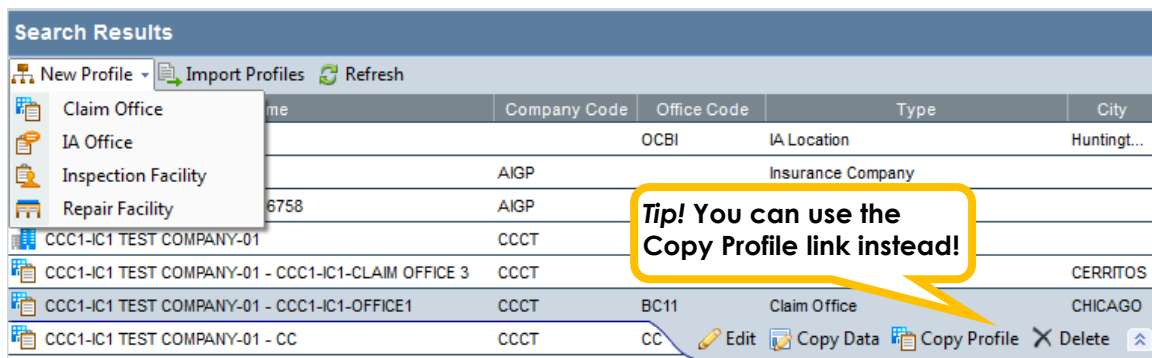 Search Results
New Profile Import Profiles Refresh
Claim Office
IA Office
Inspection Facility
Repair Facility
me Company Code Office Code Type City
OCBI IA Location Huntingt...
AIGP Insurance Company
6758 AIGP
CCC1-IC1 TEST COMPANY-01 CCCT
CCC1-IC1 TEST COMPANY-01 - CCC1-IC1-CLAIM OFFICE 3 CCCT CERRITOS
CCC1-IC1 TEST COMPANY-01 - CCC1-IC1-OFFICE1 CCCT BC11 Claim Office CHICAGO
CCC1-IC1 TEST COMPANY-01 - CC CCCT CC Edit Copy Data Copy Profile Delete
Tip! You can use the
Copy Profile link instead!